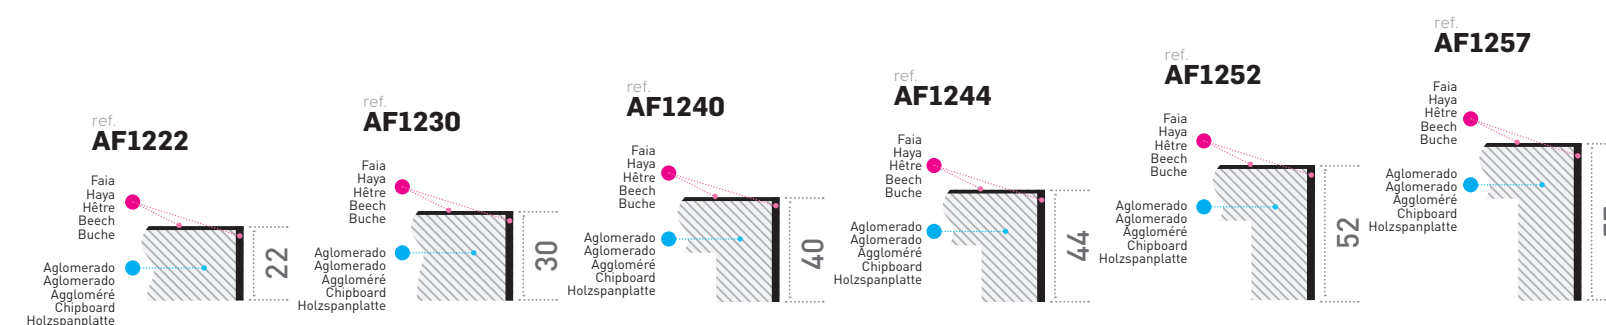 ref.
AF1222
Faia
Haya
Hêtre
Beech
Buche
Aglomerado
Aglomerado
Aggloméré
Chipboard
Holzspanplatte
22
ref.
AF1230
Faia
Haya
Hêtre
Beech
Buche
Aglomerado
Aglomerado
Aggloméré
Chipboard
Holzspanplatte
30
ref.
AF1240
Faia
Haya
Hêtre
Beech
Buche
Aglomerado
Aglomerado
Aggloméré
Chipboard
Holzspanplatte
40
ref.
AF1244
Faia
Haya
Hêtre
Beech
Buche
Aglomerado
Aglomerado
Aggloméré
Chipboard
Holzspanplatte
44
ref.
AF1252
Faia
Haya
Hêtre
Beech
Buche
Aglomerado
Aglomerado
Aggloméré
Chipboard
Holzspanplatte
52
ref.
AF1257
Faia
Haya
Hêtre
Beech
Buche
Aglomerado
Aglomerado
Aggloméré
Chipboard
Holzspanplatte